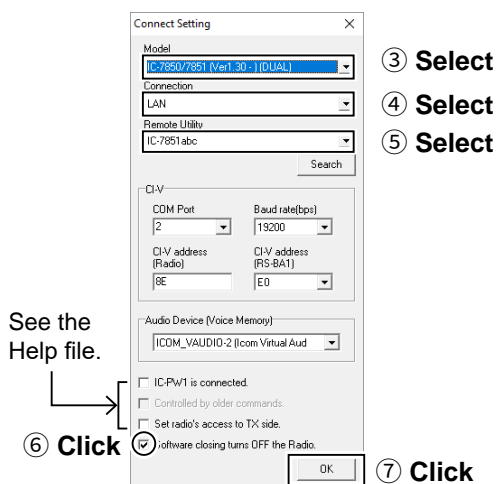 Connect Setting
Model
IC-7850/7851 (Ver1.30 - ) (DUAL)
③ Select
Connection
LAN
④ Select
Remote Utility
IC-7851abc
⑤ Select
Search
CI-V
COM Port Baud rate(bps)
2 19200
CI-V address CI-V address
(Radio) (RS-BA1)
8E E0
Audio Device (Voice Memory)
ICOM_VAUDIO-2 (Icom Virtual Aud
See the
Help file.
IC-PW1 is connected.
Controlled by older commands.
Set radio's access to TX side.
⑥ Click
Software closing turns OFF the Radio.
OK
⑦ Click